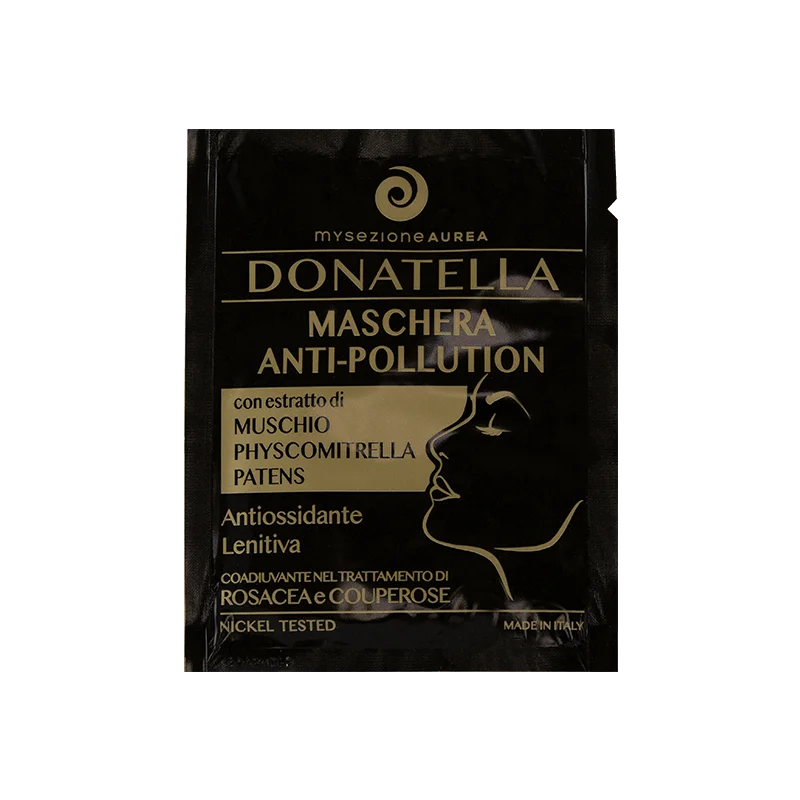 mysezioneAUREA
DONATELLA
MASCHERA
ANTI-POLLUTION
con estratto di
MUSCHIO
PHYSCOMITRELLA
PATENS
Antiossidante
Lenitiva
COADIUVANTE NEL TRATTAMENTO DI
ROSACEA e COUPEROSE
NICKEL TESTED
MADE IN ITALY